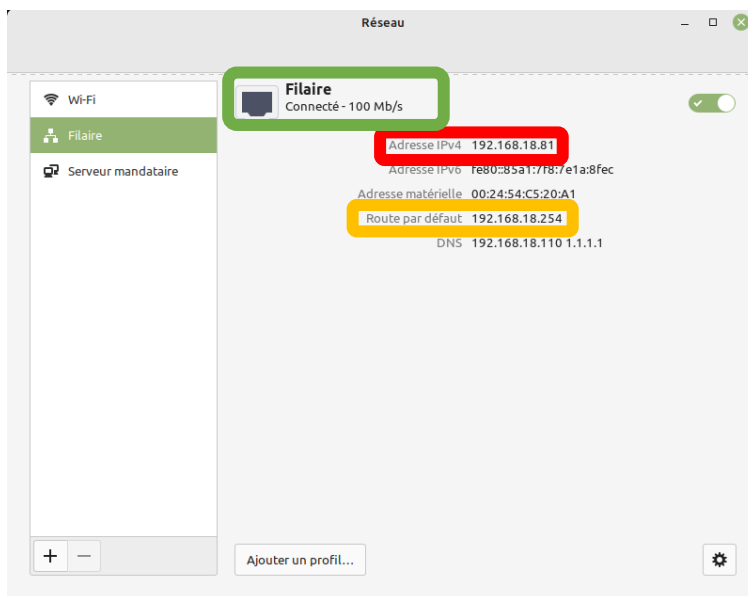 Réseau
Wi-Fi
Filaire
Serveur mandataire
Filaire
Connecté - 100 Mb/s
Adresse IPv4 192.168.18.81
Adresse IPv6 fe80::85a1:7f8:7e1a:8fec
Adresse matérielle 00:24:54:C5:20:A1
Route par défaut 192.168.18.254
DNS 192.168.18.110 1.1.1.1
Ajouter un profil...